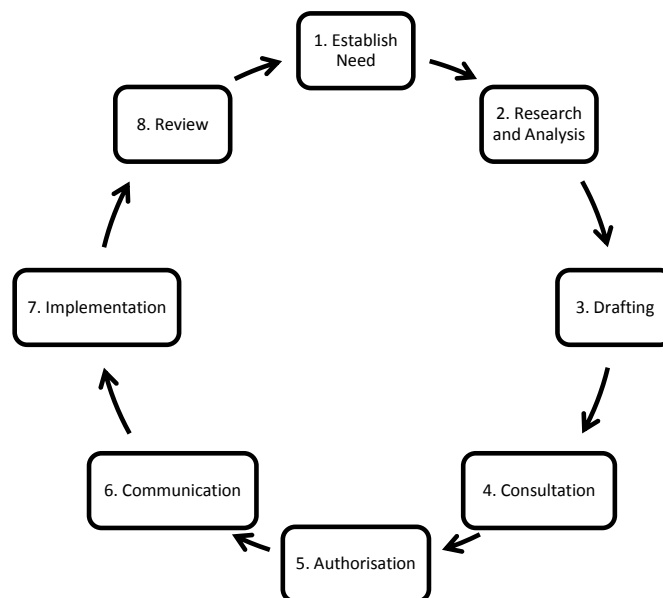 1. Establish
Need
2. Research
and Analysis
3. Drafting
4. Consultation
5. Authorisation
6. Communication
7. Implementation
8. Review